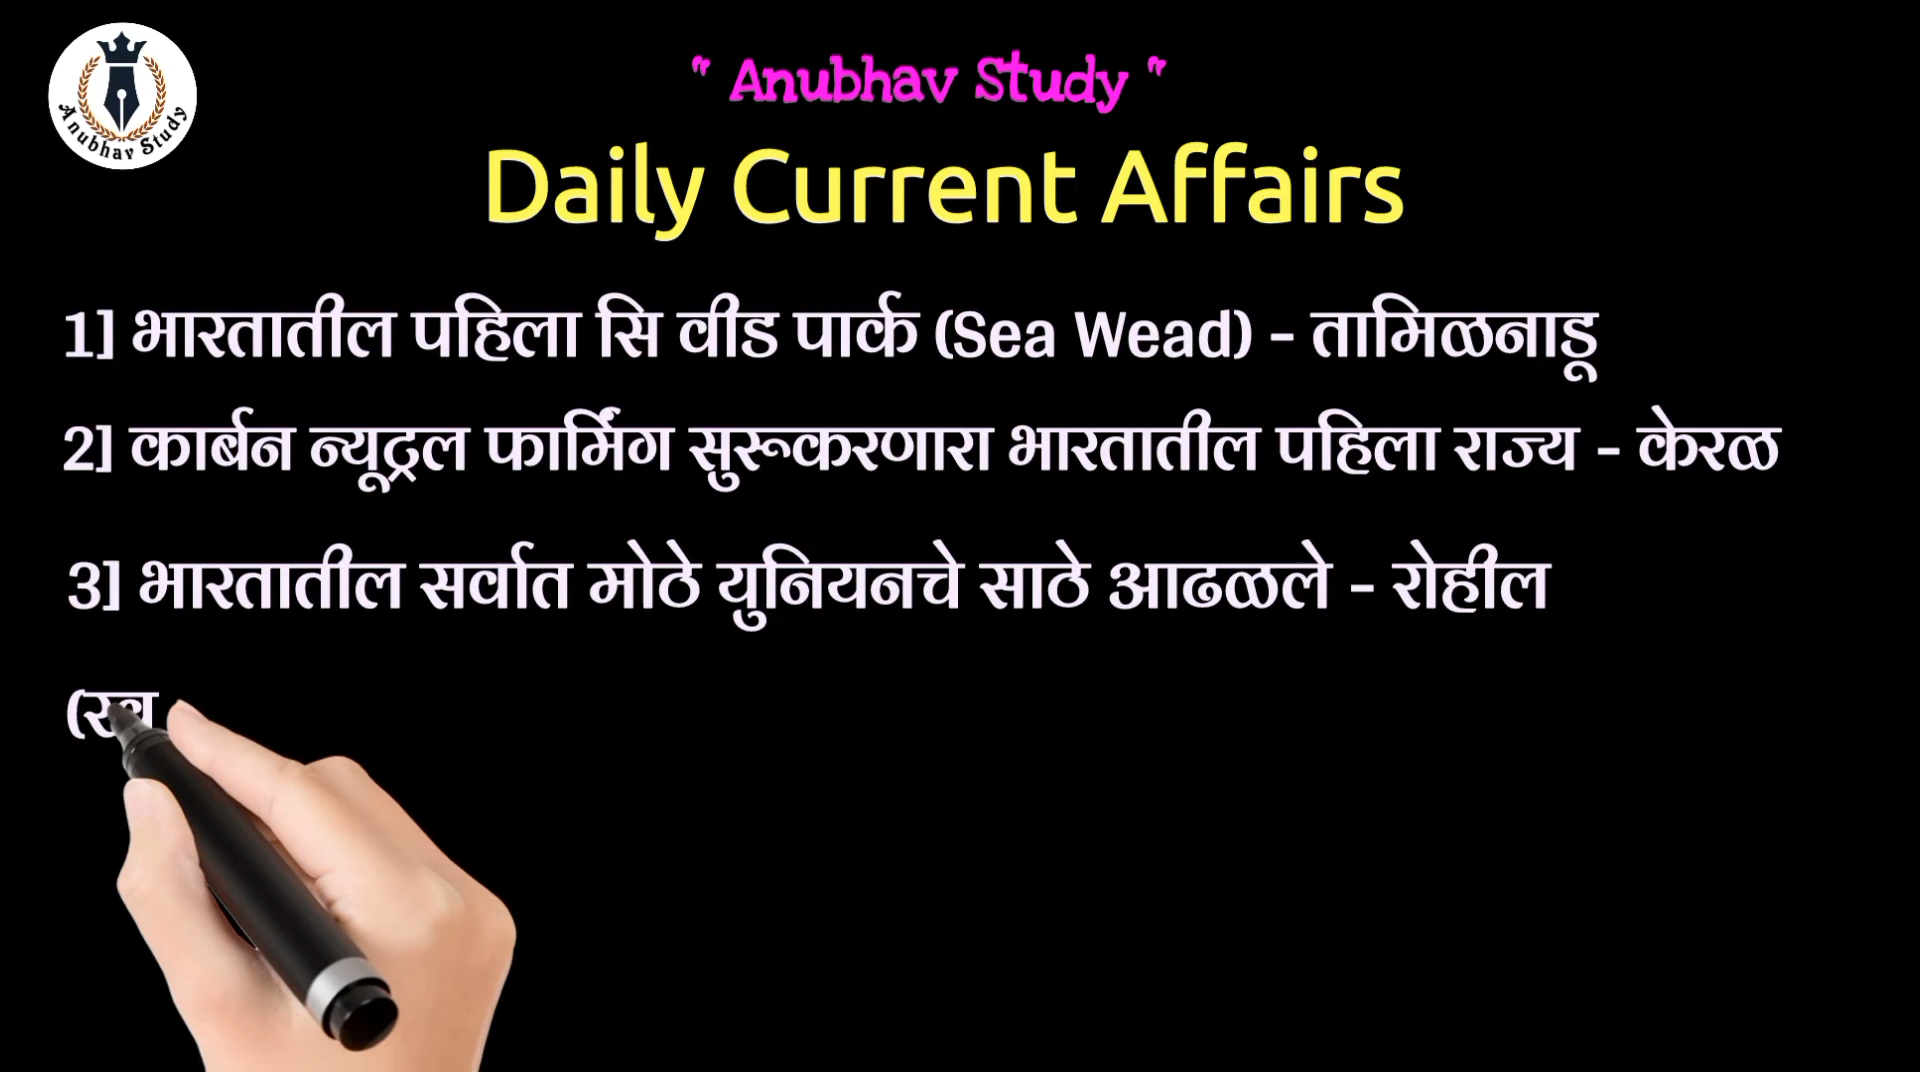 Anubhav Study
" Anubhav Study "
Daily Current Affairs
1] भारतातील पहिला सि वीड पार्क (Sea Wead) - तामिळनाडू
2] कार्बन न्यूट्रल फार्मिंग सुरूकरणारा भारतातील पहिला राज्य - केरळ
3] भारतातील सर्वात मोठे युनियनचे साठे आढळले - रोहील